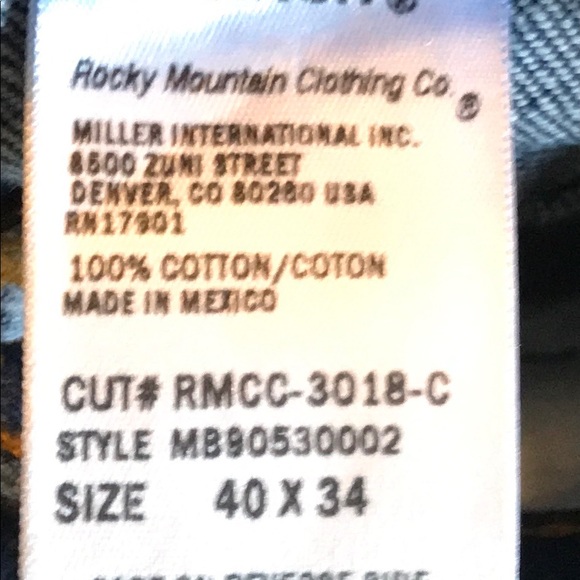 Rocky Mountain Clothing Co.®
MILLER INTERNATIONAL INC.
8500 ZUNI STREET
DENVER, CO 80260 USA
RN17901
100% COTTON/COTON
MADE IN MEXICO
CUT# RMCC-3018-C
STYLE MB90530002
SIZE 40 X 34